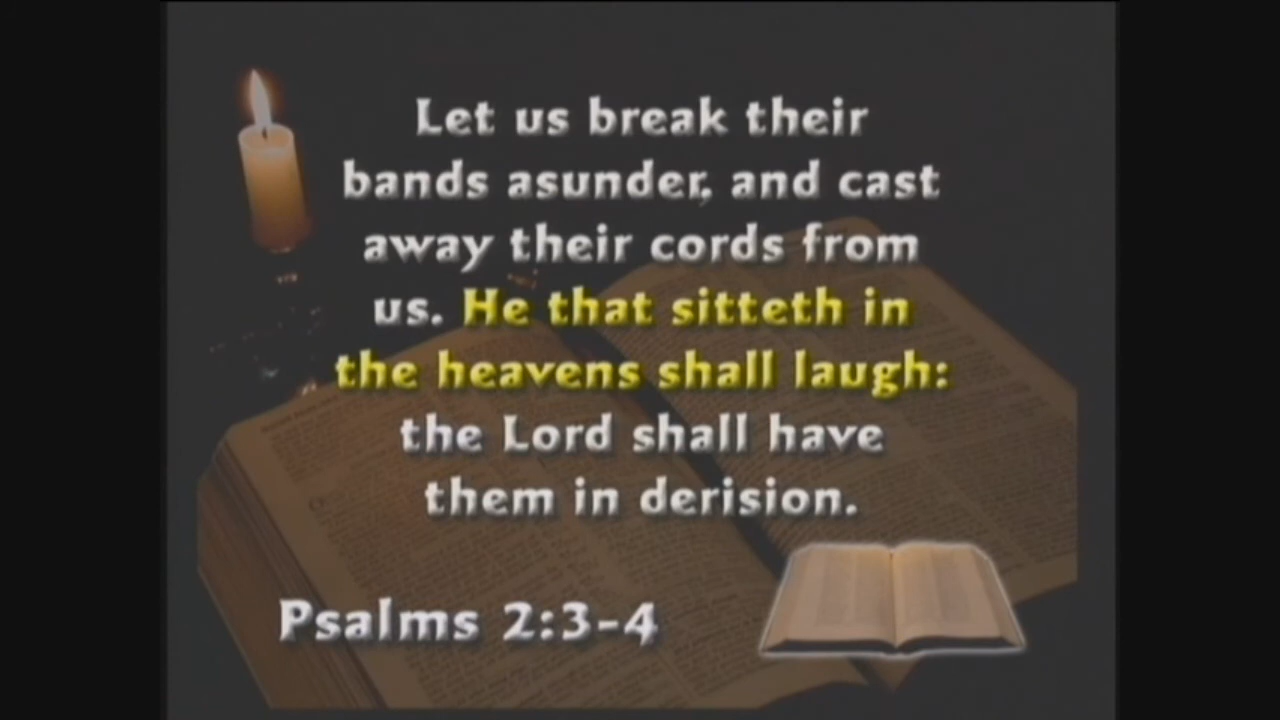 Let us break their
bands asunder, and cast
away their cords from
us. He that sitteth in
the heavens shall laugh:
the Lord shall have
them in derision.
Psalms 2:3-4